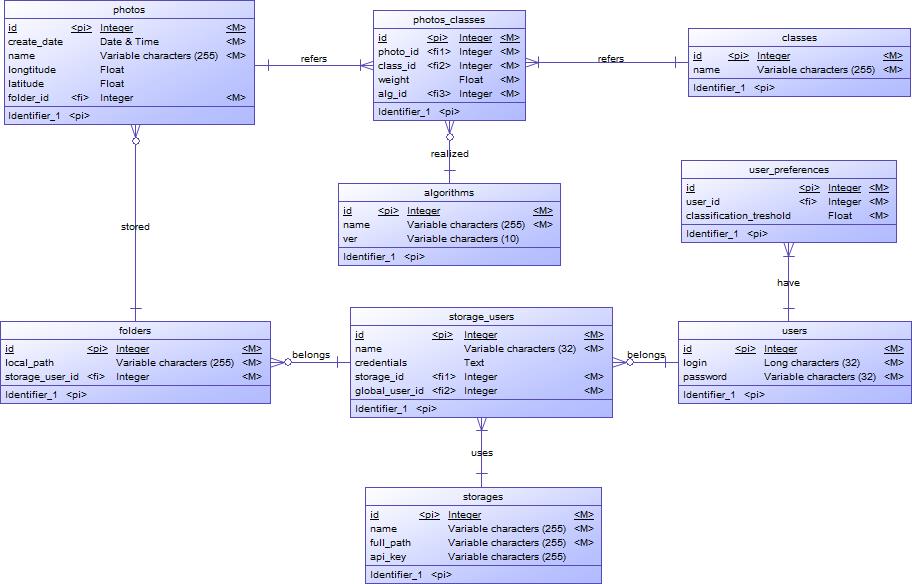 photos
id <pi> Integer <M>
create_date Date & Time <M>
name Variable characters (255) <M>
longtitude Float
latitude Float
folder_id <fi> Integer <M>
Identifier_1 <pi>
refers
photos_classes
id <pi> Integer <M>
photo_id <fi1> Integer <M>
class_id <fi2> Integer <M>
weight Float <M>
alg_id <fi3> Integer <M>
Identifier_1 <pi>
refers
classes
id <pi> Integer <M>
name Variable characters (255) <M>
Identifier_1 <pi>
realized
algorithms
id <pi> Integer <M>
name Variable characters (255) <M>
ver Variable characters (10)
Identifier_1 <pi>
user_preferences
id <pi> Integer <M>
user_id <fi> Integer <M>
classification_treshold Float <M>
Identifier_1 <pi>
stored
have
folders
id <pi> Integer <M>
local_path Variable characters (255) <M>
storage_user_id <fi> Integer <M>
Identifier_1 <pi>
belongs
storage_users
id <pi> Integer <M>
name Variable characters (32) <M>
credentials Text
storage_id <fi1> Integer <M>
global_user_id <fi2> Integer <M>
Identifier_1 <pi>
belongs
users
id <pi> Integer <M>
login Long characters (32) <M>
password Variable characters (32) <M>
Identifier_1 <pi>
uses
storages
id <pi> Integer <M>
name Variable characters (255) <M>
full_path Variable characters (255) <M>
api_key Variable characters (255)
Identifier_1 <pi>